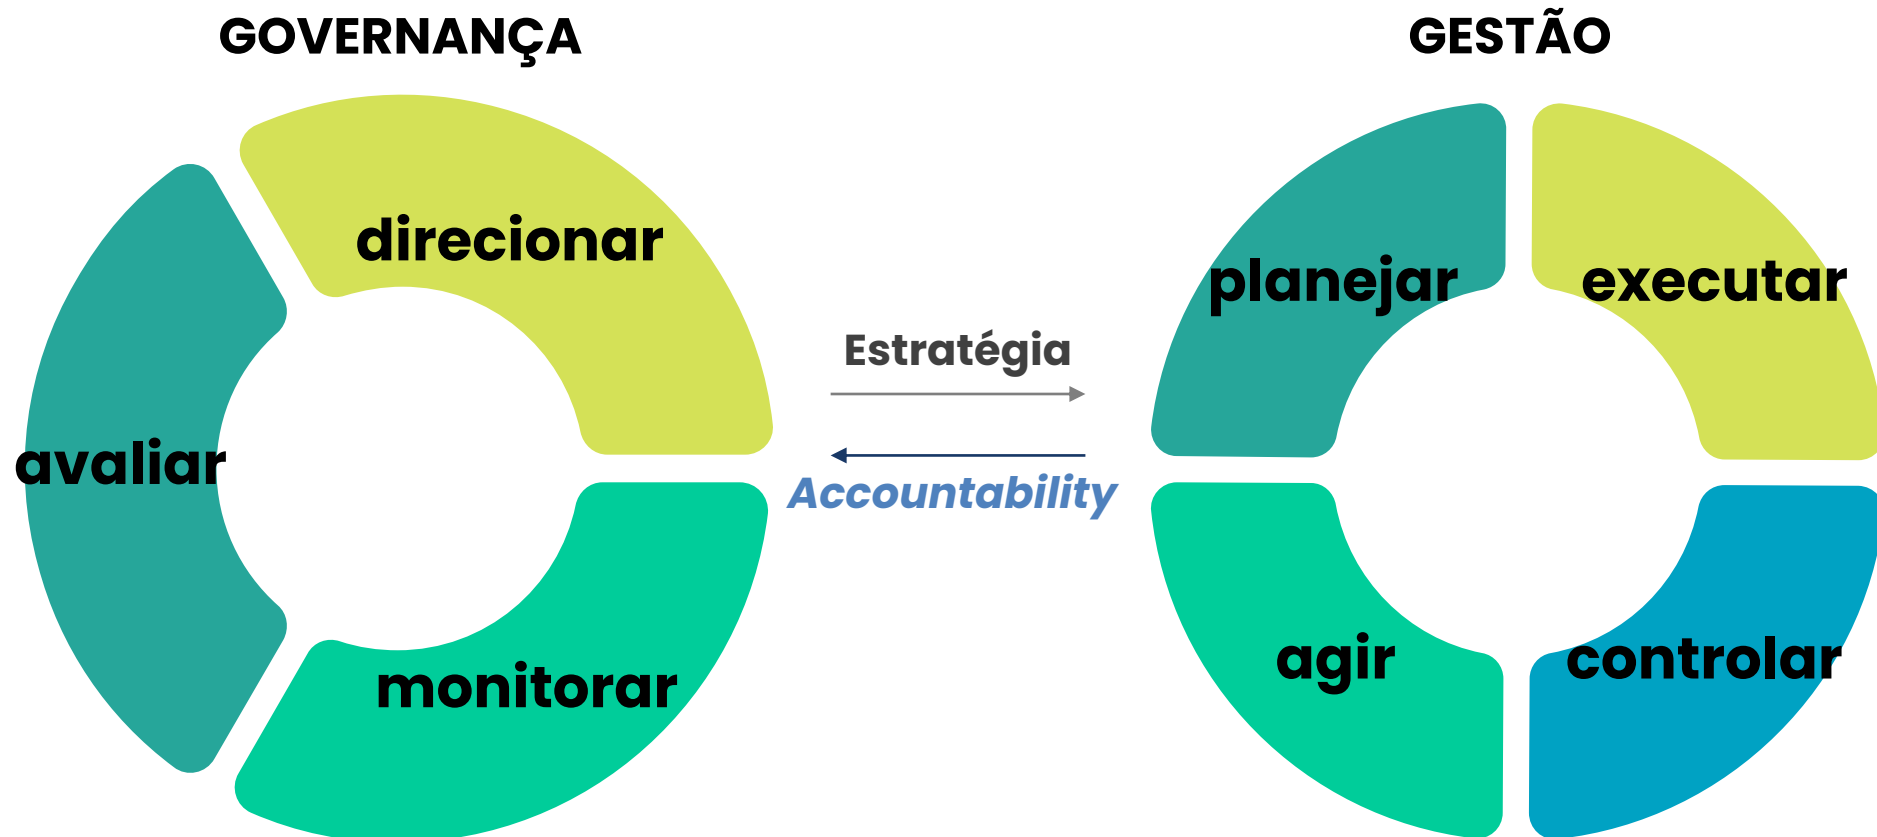 GOVERNANÇA
direcionar
avaliar
monitorar
Estratégia
Accountability
GESTÃO
planejar
executar
agir
controlar